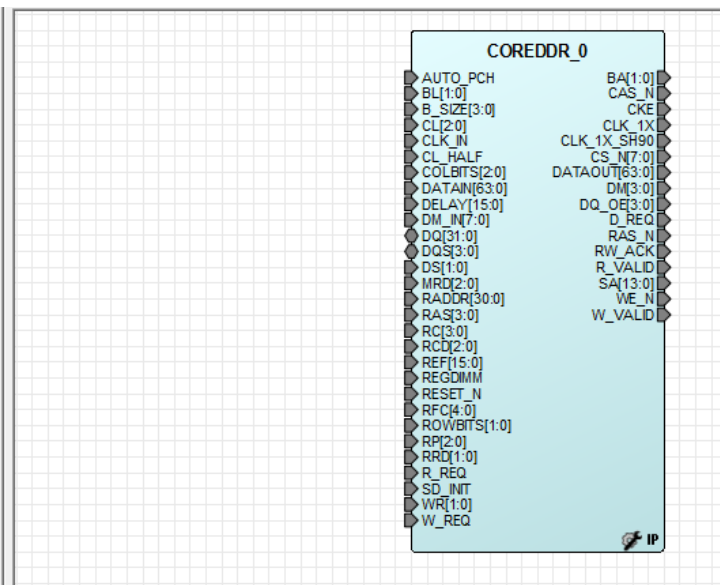 COREDDR_0
AUTO_PCH
BL[1:0]
B_SIZE[3:0]
CL[2:0]
CLK_IN
CL_HALF
COLBITS[2:0]
DATAIN[63:0]
DELAY[15:0]
DM_IN[7:0]
DQ[31:0]
DQS[3:0]
DS[1:0]
MRD[2:0]
RADDR[30:0]
RAS[3:0]
RC[3:0]
RCD[2:0]
REF[15:0]
REGDIMM
RESET_N
RFC[4:0]
ROWBITS[1:0]
RP[2:0]
RRD[1:0]
R_REQ
SD_INIT
WR[1:0]
W_REQ
BA[1:0]
CAS_N
CKE
CLK_1X
CLK_1X_SH90
CS_N[7:0]
DATAOUT[63:0]
DM[3:0]
DQ_OE[3:0]
D_REQ
RAS_N
RW_ACK
R_VALID
SA[13:0]
WE_N
W_VALID
IP